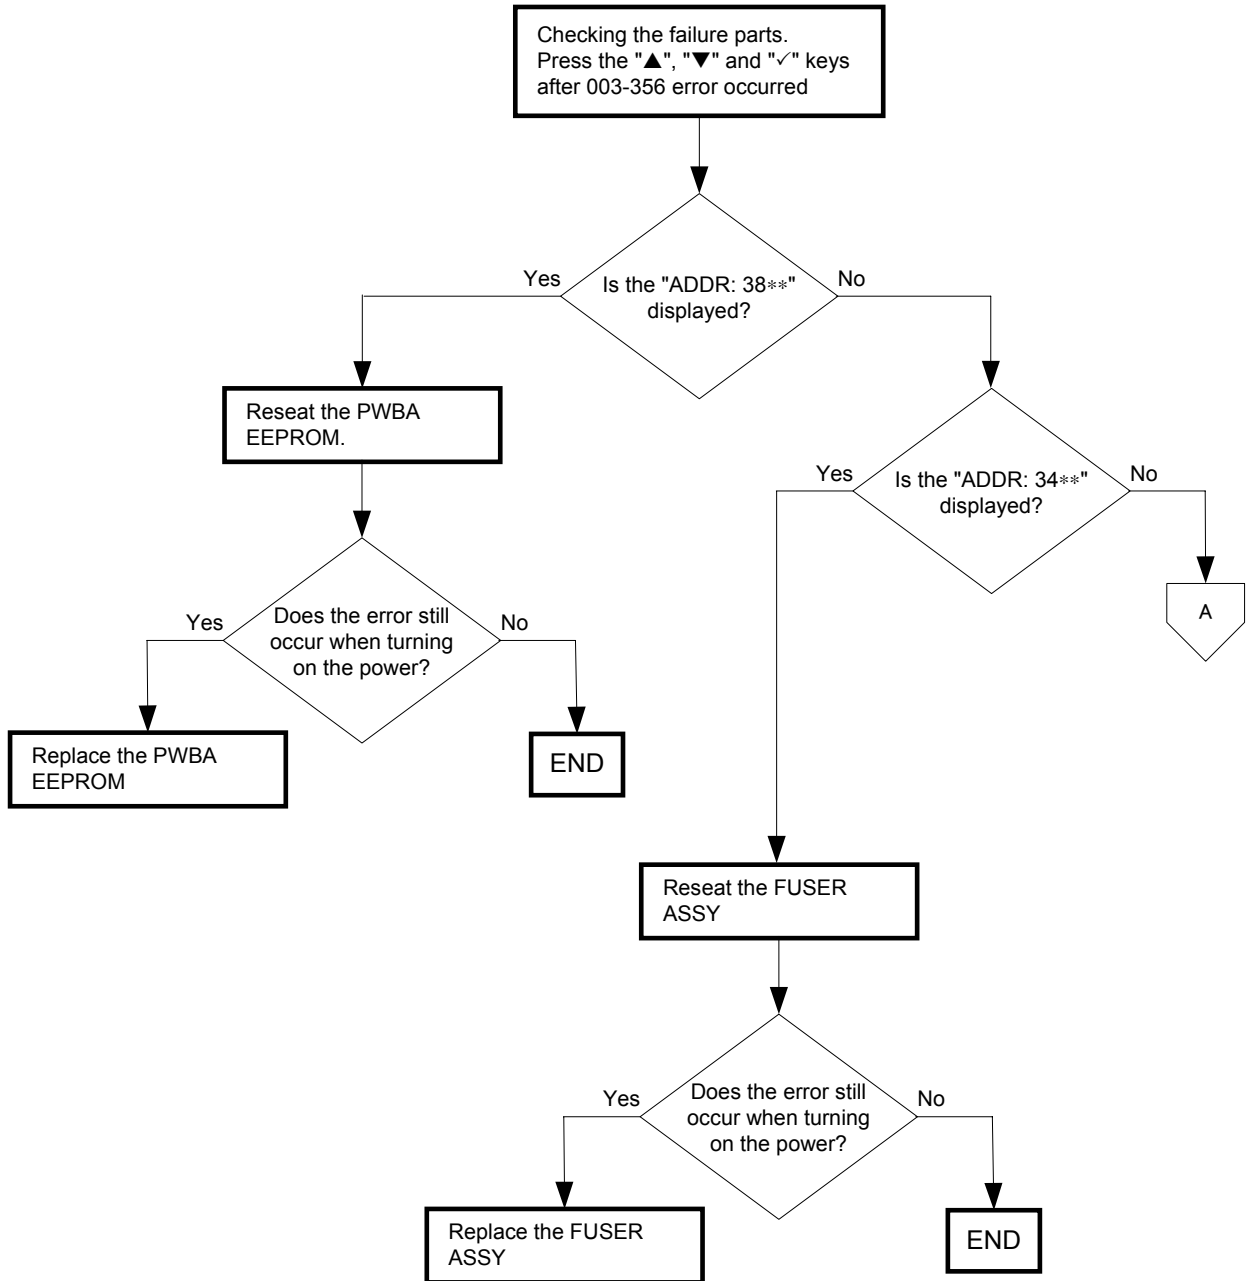 Checking the failure parts.
Press the "▲", "▼" and "✓" keys
after 003-356 error occurred
Yes
Is the "ADDR: 38**"
displayed?
No
Reseat the PWBA
EEPROM.
Yes
Is the "ADDR: 34**"
displayed?
No
A
Yes
Does the error still
occur when turning
on the power?
No
Replace the PWBA
EEPROM
END
Reseat the FUSER
ASSY
Yes
Does the error still
occur when turning
on the power?
No
Replace the FUSER
ASSY
END